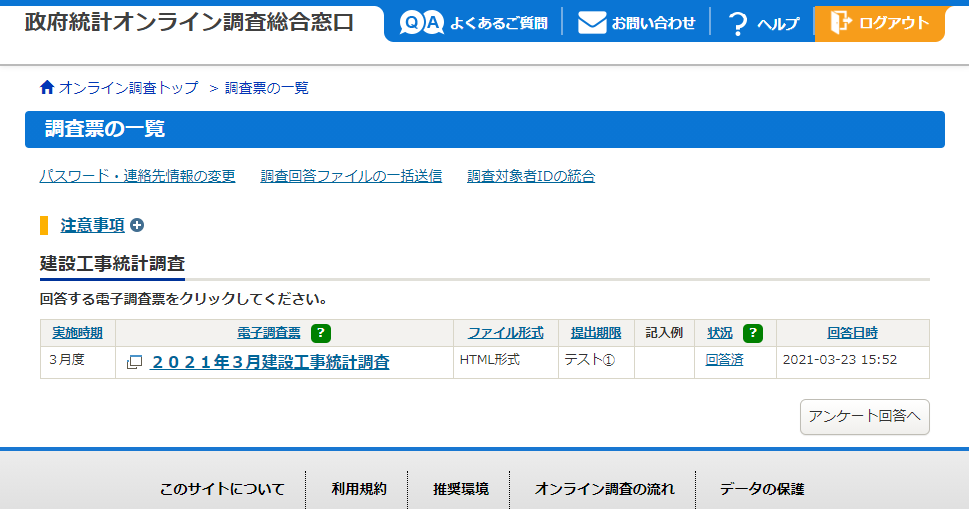 政府統計オンライン調査総合窓口
QA よくあるご質問 お問い合わせ ? ヘルプ ログアウト
オンライン調査トップ > 調査票の一覧
調査票の一覧
パスワード・連絡先情報の変更 調査回答ファイルの一括送信 調査対象者IDの統合
注意事項
建設工事統計調査
回答する電子調査票をクリックしてください。
実施時期 電子調査票 ? ファイル形式 提出期限 記入例 状況 ? 回答日時
３月度 ２０２１年３月建設工事統計調査 HTML形式 テスト① 回答済 2021-03-23 15:52
アンケート回答へ
このサイトについて 利用規約 推奨環境 オンライン調査の流れ データの保護